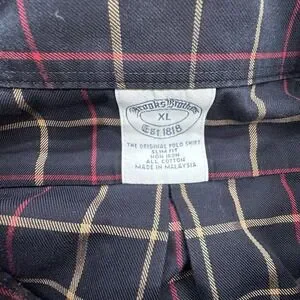 Brooks Brothers
XL
Est 1818
THE ORIGINAL POLO SHIRT
SLIM FIT
NON IRON
ALL COTTON
MADE IN MALAYSIA